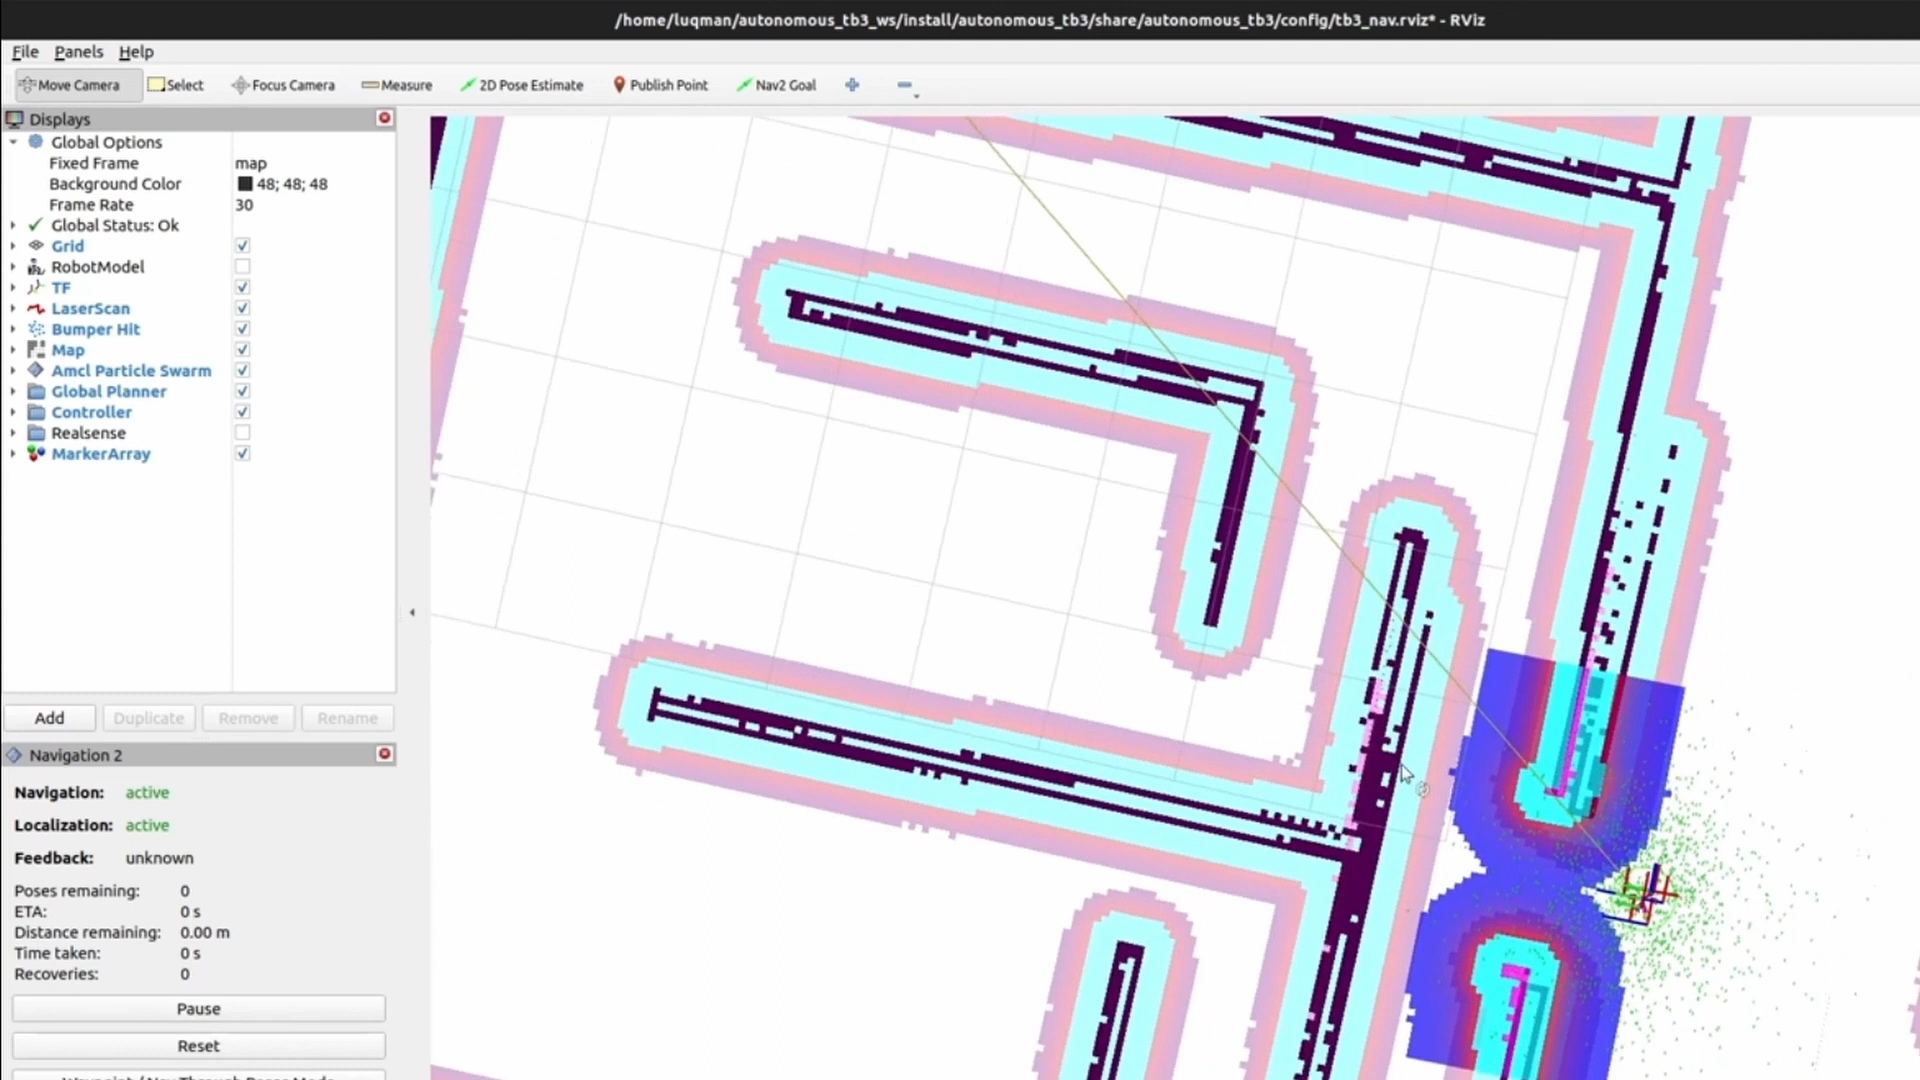 /home/luqman/autonomous_tb3_ws/install/autonomous_tb3/share/autonomous_tb3/config/tb3_nav.rviz* - RViz
File Panels Help
Move Camera Select Focus Camera Measure 2D Pose Estimate Publish Point Nav2 Goal
Displays
Global Options
Fixed Frame map
Background Color 48; 48; 48
Frame Rate 30
Global Status: Ok
Grid
RobotModel
TF
LaserScan
Bumper Hit
Map
Amcl Particle Swarm
Global Planner
Controller
Realsense
MarkerArray
Add Duplicate Remove Rename
Navigation 2
Navigation: active
Localization: active
Feedback: unknown
Poses remaining: 0
ETA: 0 s
Distance remaining: 0.00 m
Time taken: 0 s
Recoveries: 0
Pause
Reset